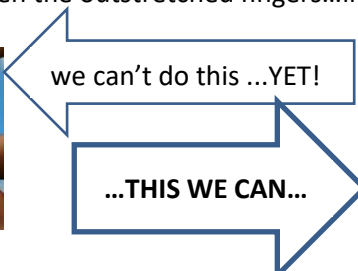 the outstretched fingers
we can’t do this ...YET!
…THIS WE CAN…